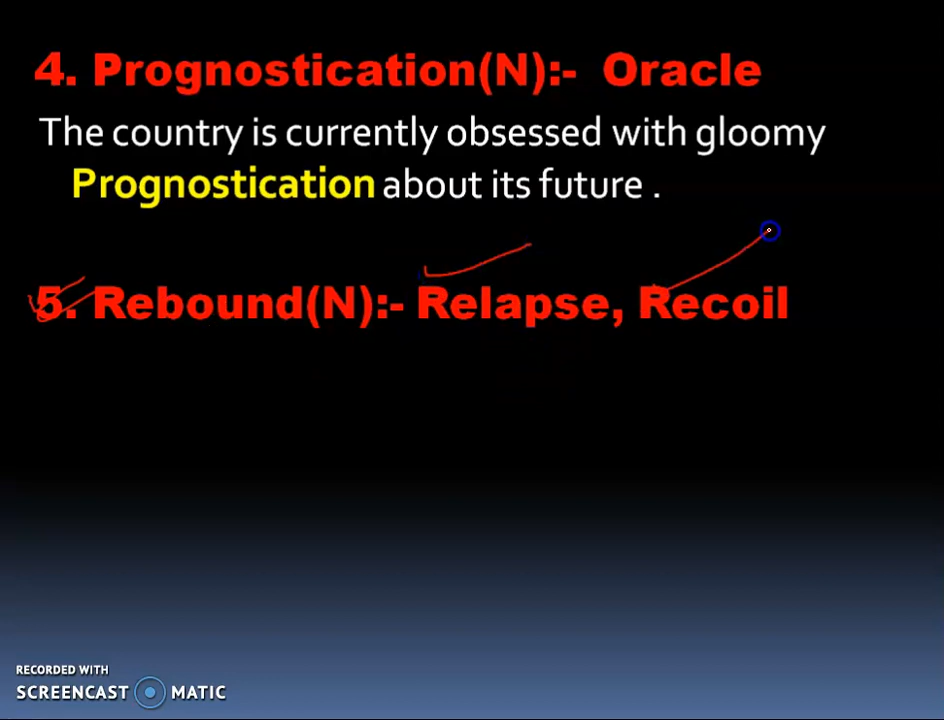 4. Prognostication(N):- Oracle
The country is currently obsessed with gloomy
Prognostication about its future .
5. Rebound(N):- Relapse, Recoil
RECORDED WITH
SCREENCAST MATIC